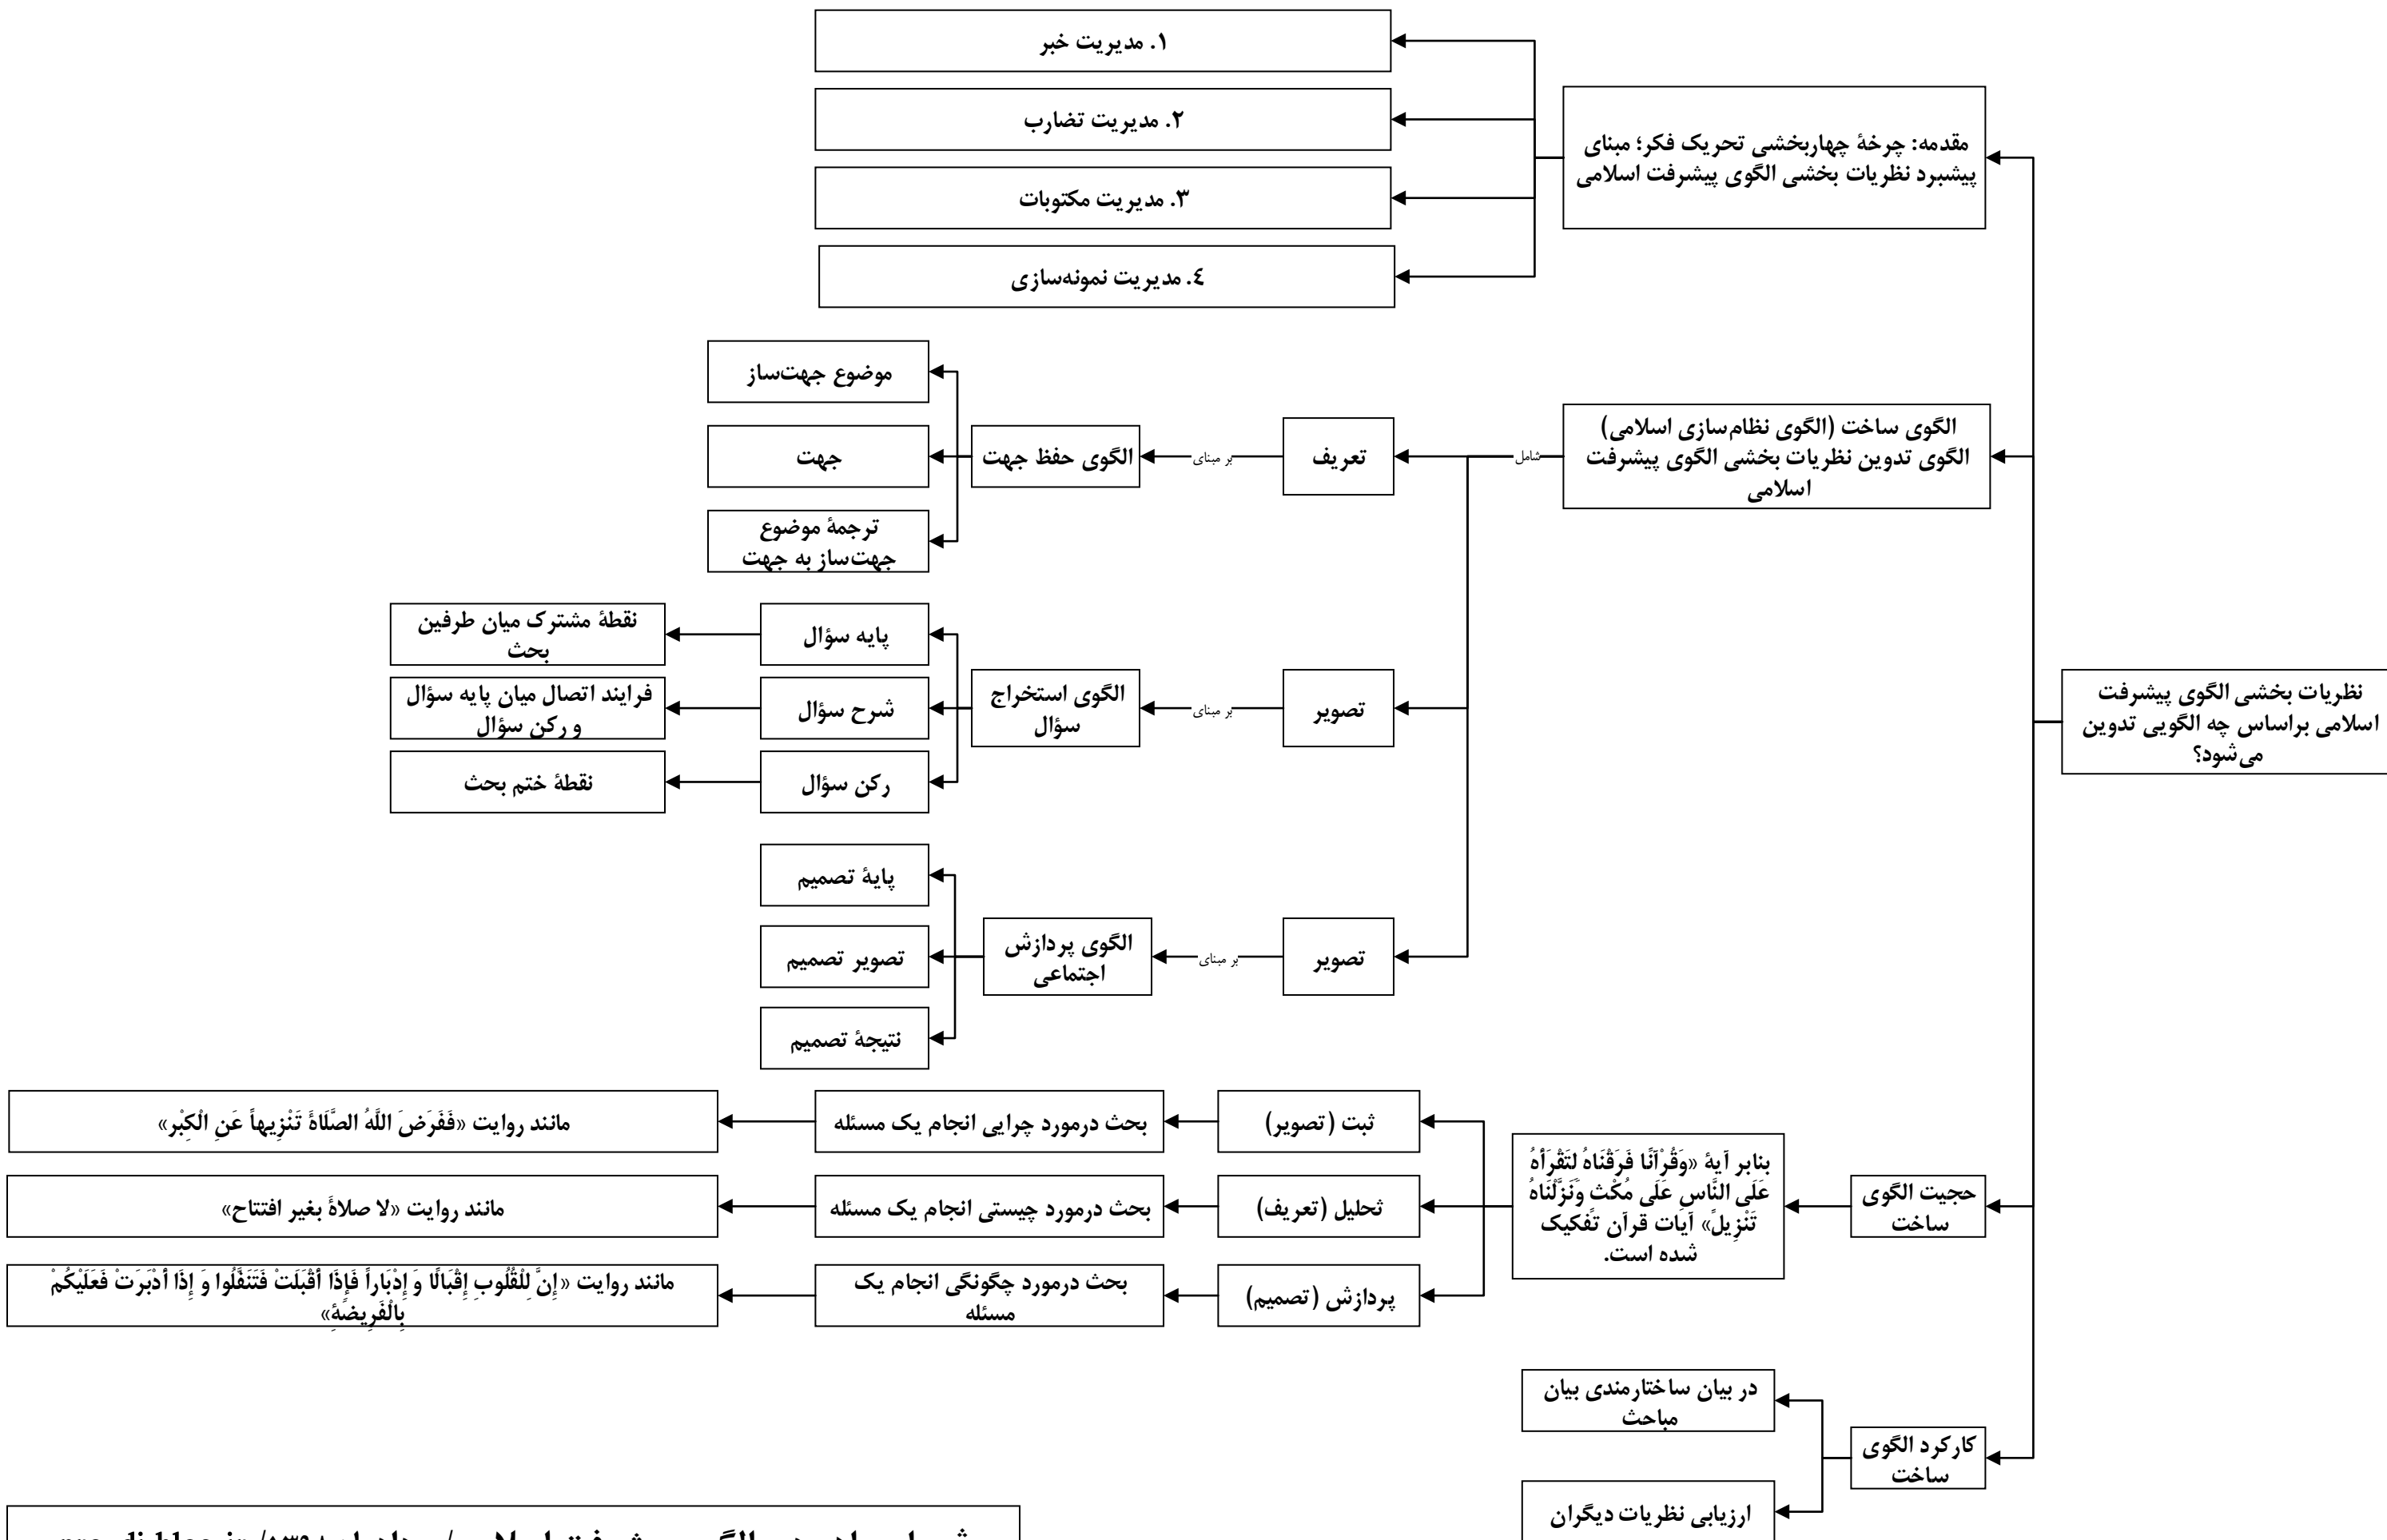 نظریات بخشی الگوی پیشرفت
اسلامی براساس چه الگویی تدوین
می‌شود؟
مقدمه: چرخهٔ چهاربخشی تحریک فکر؛ مبنای
پیشبرد نظریات بخشی الگوی پیشرفت اسلامی
۱. مدیریت خبر
۲. مدیریت تضارب
۳. مدیریت مکتوبات
٤. مدیریت نمونه‌سازی
الگوی ساخت (الگوی نظام‌سازی اسلامی)
الگوی تدوین نظریات بخشی الگوی پیشرفت
اسلامی
شامل
تعریف
بر مبنای
الگوی حفظ جهت
موضوع جهت‌ساز
جهت
ترجمهٔ موضوع
جهت‌ساز به جهت
تصویر
بر مبنای
الگوی استخراج
سؤال
پایه سؤال
نقطهٔ مشترک میان طرفین
بحث
شرح سؤال
فرایند اتصال میان پایه سؤال
و رکن سؤال
رکن سؤال
نقطهٔ ختم بحث
تصویر
بر مبنای
الگوی پردازش
اجتماعی
پایهٔ تصمیم
تصویر تصمیم
نتیجهٔ تصمیم
حجیت الگوی
ساخت
بنابر آیهٔ «وَقُرْآنًا فَرَقْنَاهُ لِتَقْرَأَهُ
عَلَى النَّاسِ عَلَى مُكْثٍ وَنَزَّلْنَاهُ
تَنْزِيلً» آیات قرآن تفکیک
شده است.
ثبت (تصویر)
بحث درمورد چرایی انجام یک مسئله
مانند روایت «فَفَرَضَ اللَّهُ الصَّلَاةَ تَنْزِيهاً عَنِ الْكِبْر»
ثحلیل (تعریف)
بحث درمورد چیستی انجام یک مسئله
مانند روایت «لا صلاةَ بغیر افتتاح»
پردازش (تصمیم)
بحث درمورد چگونگی انجام یک
مسئله
مانند روایت «إِنَّ لِلْقُلُوبِ إِقْبَالًا وَ إِدْبَاراً فَإِذَا أَقْبَلَتْ فَتَنَفَّلُوا وَ إِذَا أَدْبَرَتْ فَعَلَيْكُمْ
بِالْفَرِيضَةِ»
کارکرد الگوی
ساخت
در بیان ساختارمندی بیان
مباحث
ارزیابی نظریات دیگران